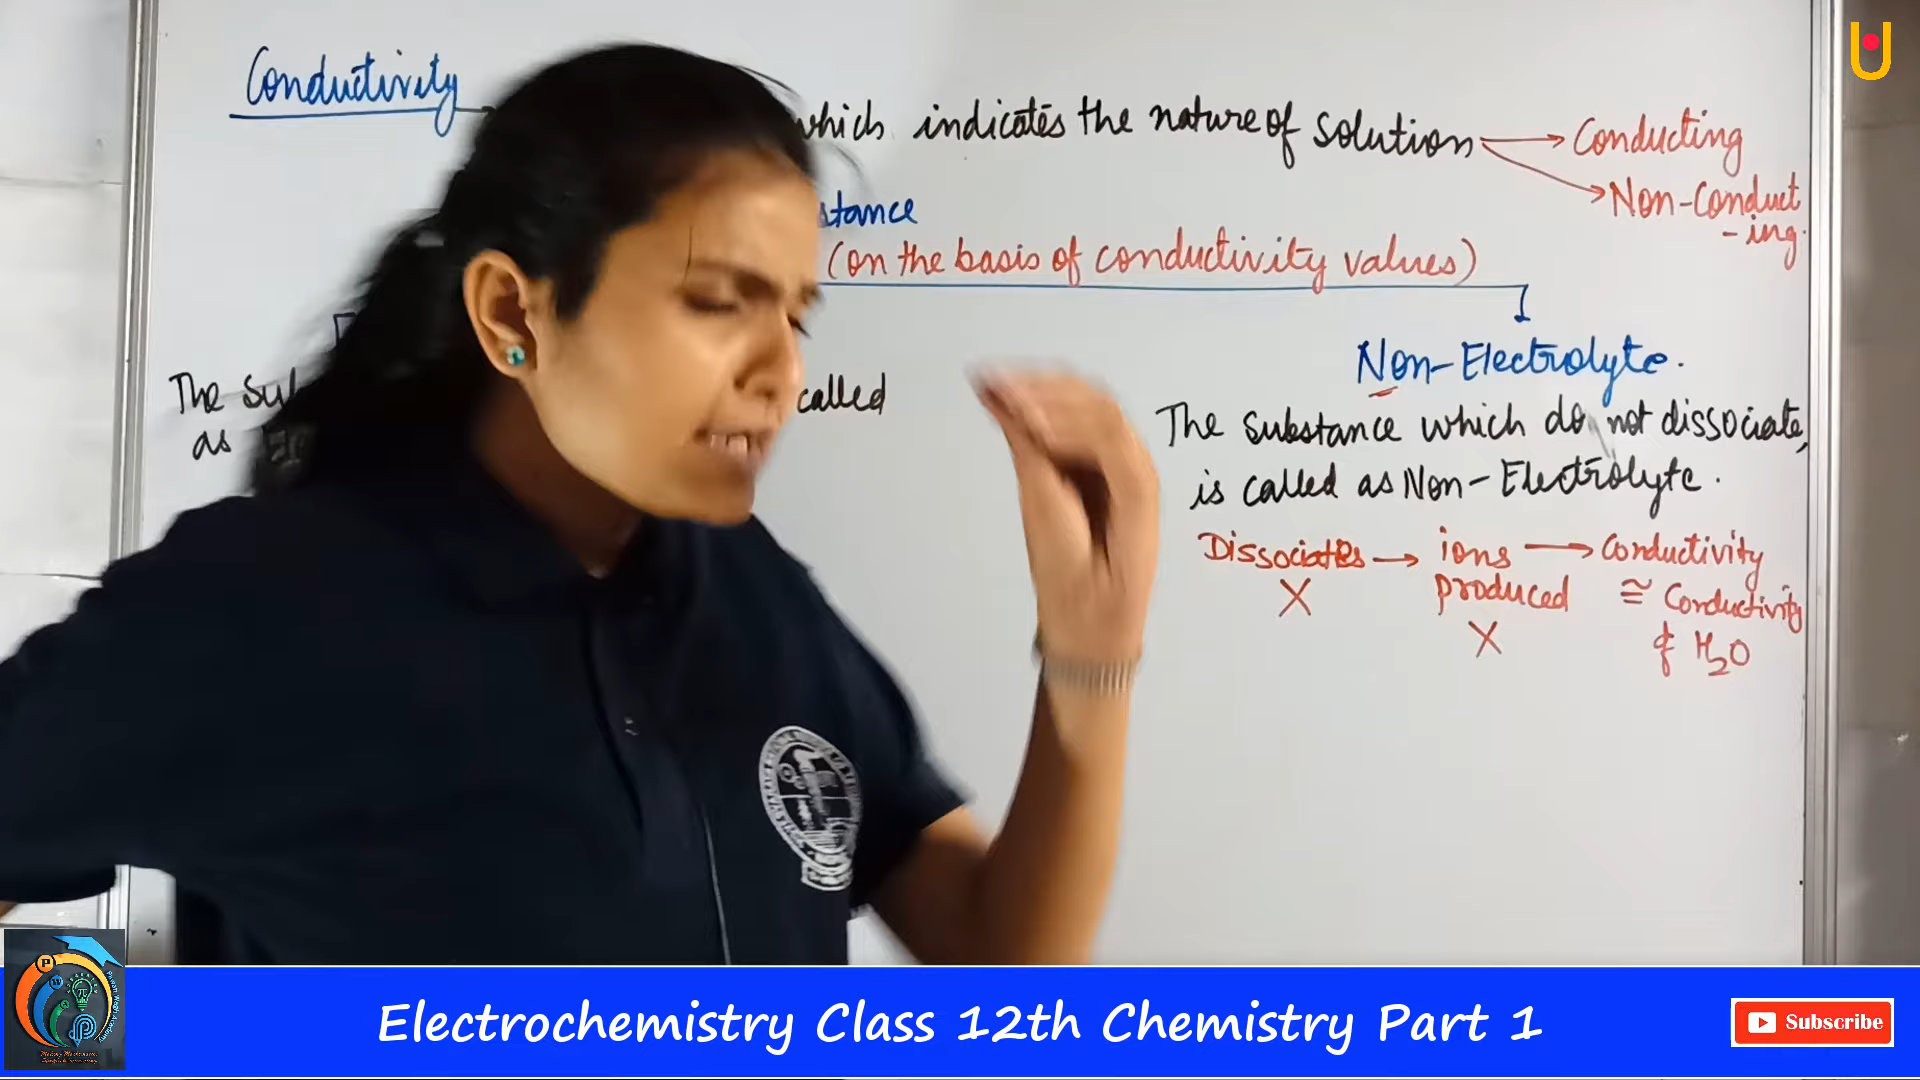 Conductivity
which indicates the nature of solution
Conducting
Non-Conduct
-ing.
(on the basis of conductivity values)
Non-Electrolyte.
The called
as
The Substance which do not dissociate,
is called as Non-Electrolyte.
Dissociates → ions → Conductivity
X produced ≅ Conductivity
X of H₂O
Electrochemistry Class 12th Chemistry Part 1
Subscribe